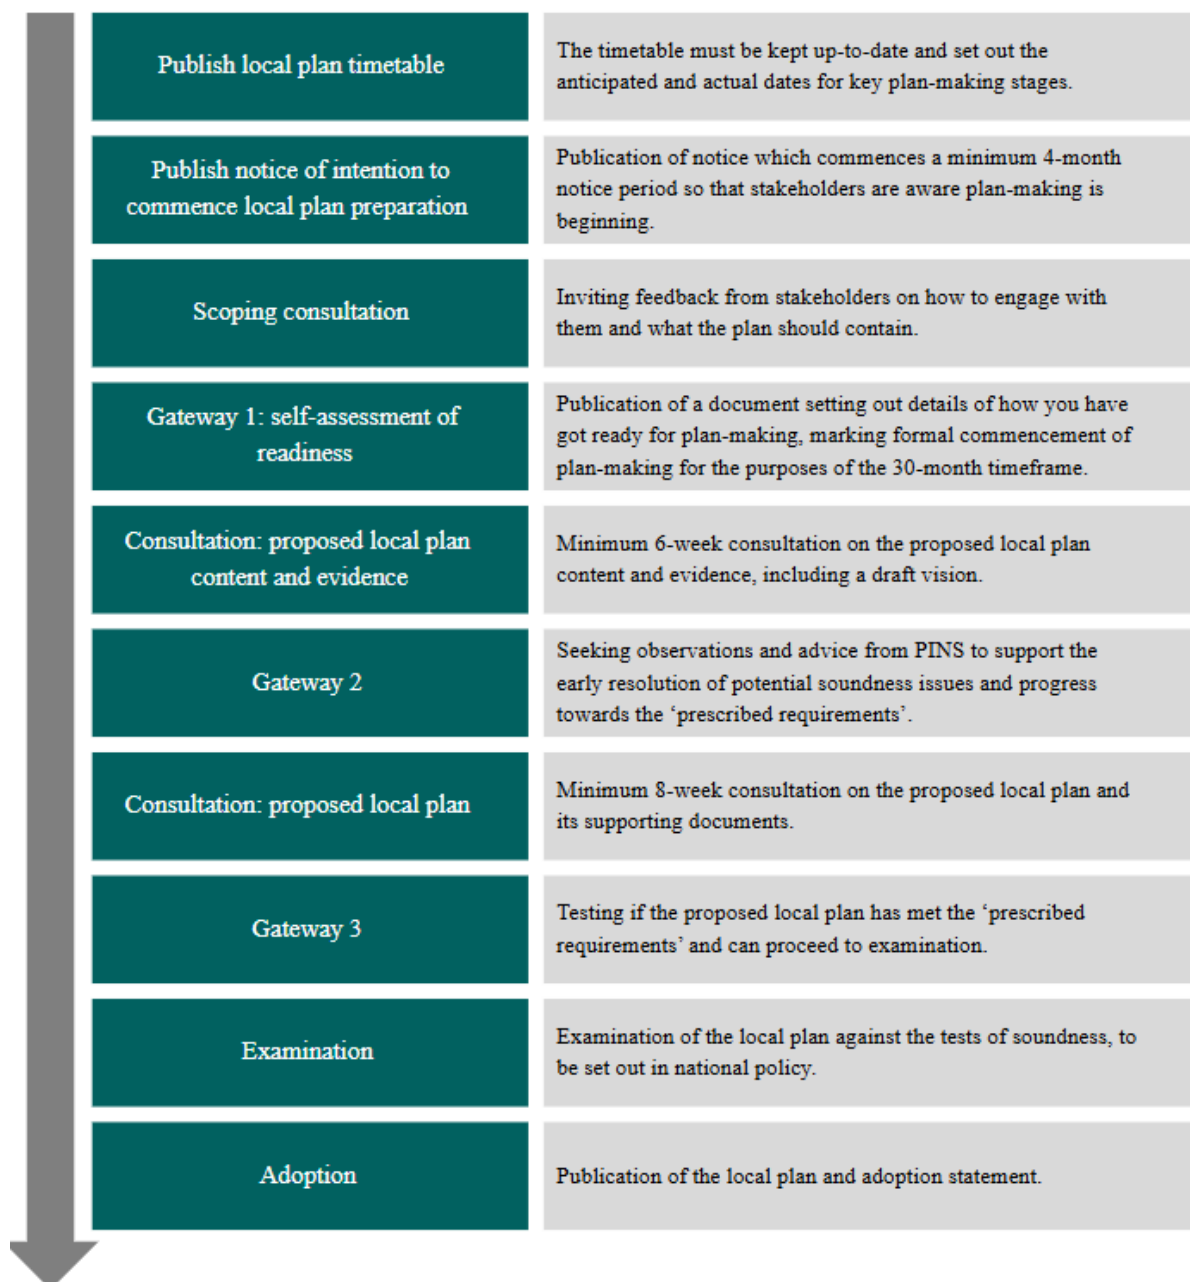 Publish local plan timetable
The timetable must be kept up-to-date and set out the
anticipated and actual dates for key plan-making stages.
Publish notice of intention to
commence local plan preparation
Publication of notice which commences a minimum 4-month
notice period so that stakeholders are aware plan-making is
beginning.
Scoping consultation
Inviting feedback from stakeholders on how to engage with
them and what the plan should contain.
Gateway 1: self-assessment of
readiness
Publication of a document setting out details of how you have
got ready for plan-making, marking formal commencement of
plan-making for the purposes of the 30-month timeframe.
Consultation: proposed local plan
content and evidence
Minimum 6-week consultation on the proposed local plan
content and evidence, including a draft vision.
Gateway 2
Seeking observations and advice from PINS to support the
early resolution of potential soundness issues and progress
towards the ‘prescribed requirements’.
Consultation: proposed local plan
Minimum 8-week consultation on the proposed local plan and
its supporting documents.
Gateway 3
Testing if the proposed local plan has met the ‘prescribed
requirements’ and can proceed to examination.
Examination
Examination of the local plan against the tests of soundness, to
be set out in national policy.
Adoption
Publication of the local plan and adoption statement.